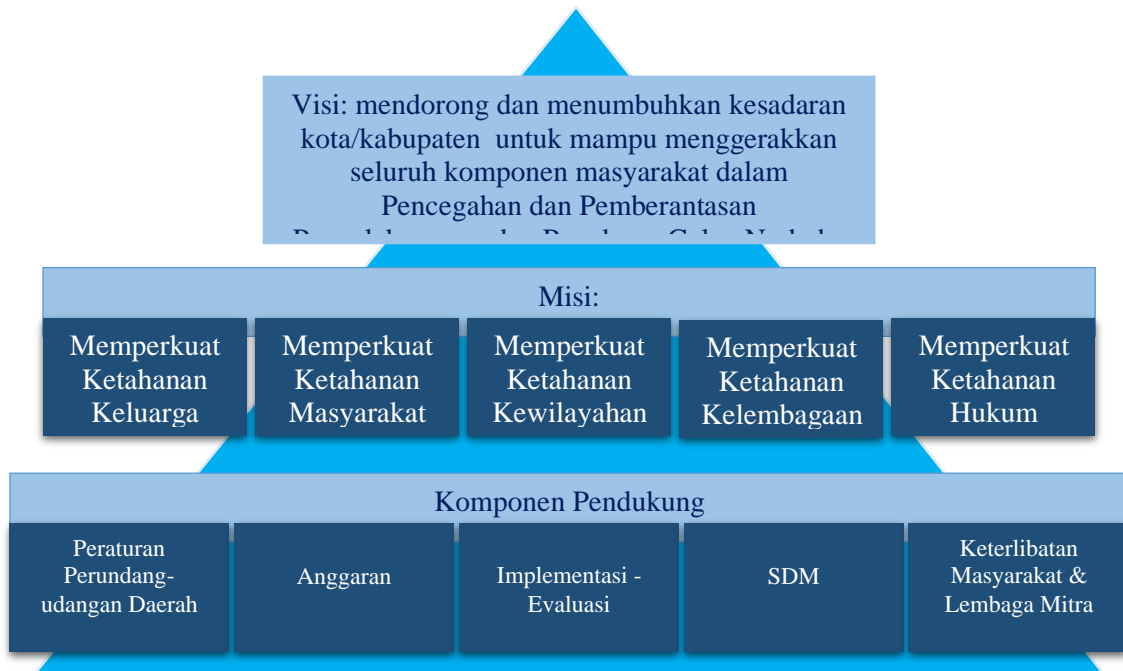 Visi: mendorong dan menumbuhkan kesadaran
kota/kabupaten untuk mampu menggerakkan
seluruh komponen masyarakat dalam
Pencegahan dan Pemberantasan
Misi:
Memperkuat
Ketahanan
Keluarga
Memperkuat
Ketahanan
Masyarakat
Memperkuat
Ketahanan
Kewilayahan
Memperkuat
Ketahanan
Kelembagaan
Memperkuat
Ketahanan
Hukum
Komponen Pendukung
Peraturan
Perundang-
udangan Daerah
Anggaran
Implementasi -
Evaluasi
SDM
Keterlibatan
Masyarakat &
Lembaga Mitra